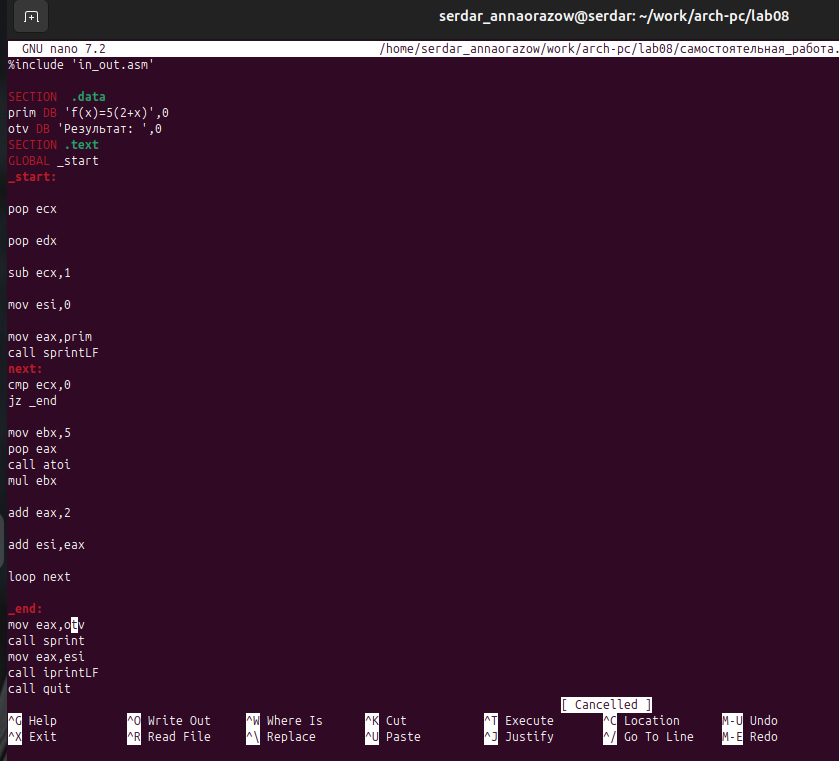 serdar_annaorazow@serdar: ~/work/arch-pc/lab08
GNU nano 7.2 /home/serdar_annaorazow/work/arch-pc/lab08/самостоятельная_работа.
%include 'in_out.asm'
SECTION .data
prim DB 'f(x)=5(2+x)',0
otv DB 'Результат: ',0
SECTION .text
GLOBAL _start
_start:
pop ecx
pop edx
sub ecx,1
mov esi,0
mov eax,prim
call sprintLF
next:
cmp ecx,0
jz _end
mov ebx,5
pop eax
call atoi
mul ebx
add eax,2
add esi,eax
loop next
_end:
mov eax,otv
call sprint
mov eax,esi
call iprintLF
call quit
[ Cancelled ]
^G Help ^O Write Out ^W Where Is ^K Cut ^T Execute ^C Location M-U Undo
^X Exit ^R Read File ^\ Replace ^U Paste ^J Justify ^/ Go To Line M-E Redo